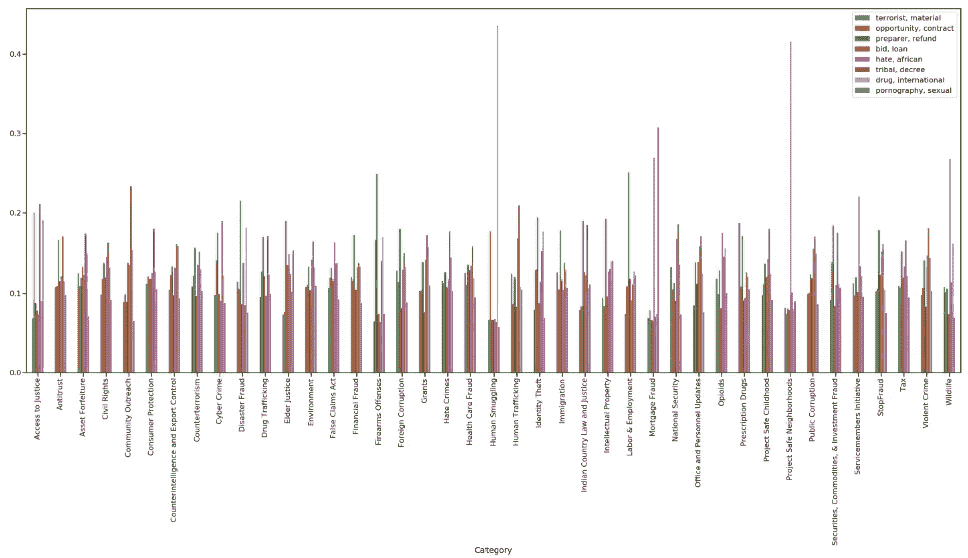 terrorist, material
opportunity, contract
preparer, refund
bid, loan
hate, african
tribal, decree
drug, international
pornography, sexual
0.4
0.3
0.2
0.1
0.0
Access to Justice
Antitrust
Asset Forfeiture
Civil Rights
Community Outreach
Consumer Protection
Counterintelligence and Export Control
Counterterrorism
Cyber Crime
Disaster Fraud
Drug Trafficking
Elder Justice
Environment
False Claims Act
Financial Fraud
Firearms Offenses
Foreign Corruption
Grants
Hate Crimes
Health Care Fraud
Human Smuggling
Human Trafficking
Identity Theft
Immigration
Indian Country Law and Justice
Intellectual Property
Labor & Employment
Mortgage Fraud
National Security
Office and Personnel Updates
Opioids
Prescription Drugs
Project Safe Childhood
Project Safe Neighborhoods
Public Corruption
Securities, Commodities, & Investment Fraud
Servicemembers Initiative
StopFraud
Tax
Violent Crime
Wildlife
Category